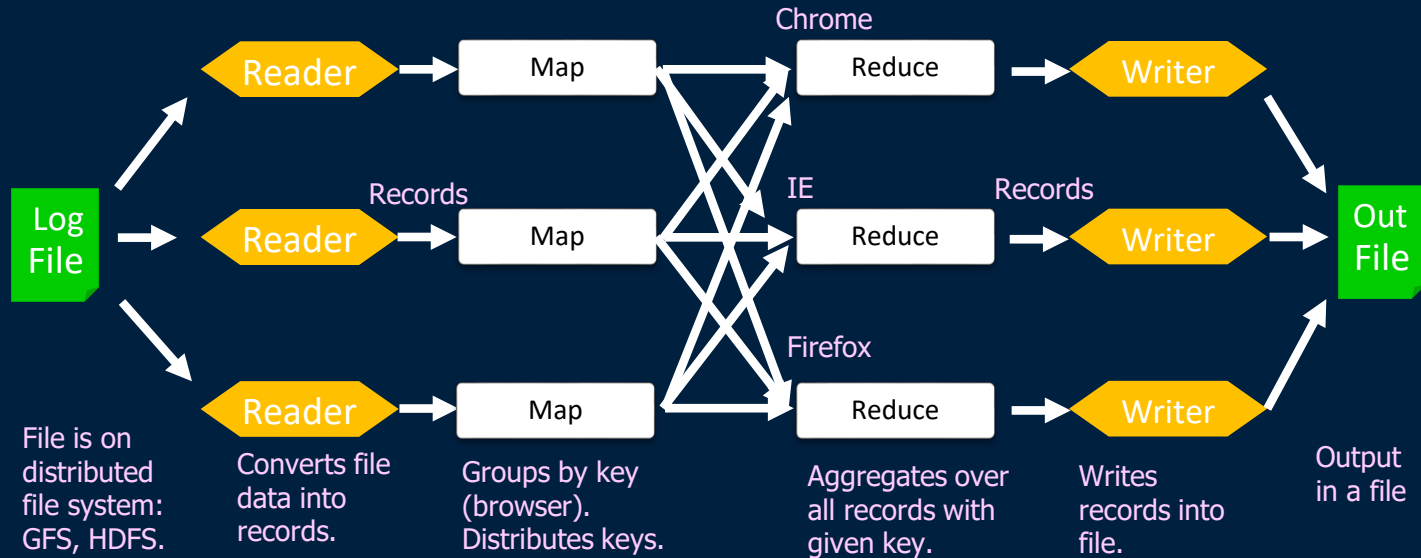 Chrome
Reader
Map
Reduce
Writer
Log
File
Records
IE
Records
Reader
Map
Reduce
Writer
Out
File
Firefox
Reader
Map
Reduce
Writer
File is on
distributed
file system:
GFS, HDFS.
Converts file
data into
records.
Groups by key
(browser).
Distributes keys.
Aggregates over
all records with
given key.
Writes
records into
file.
Output
in a file